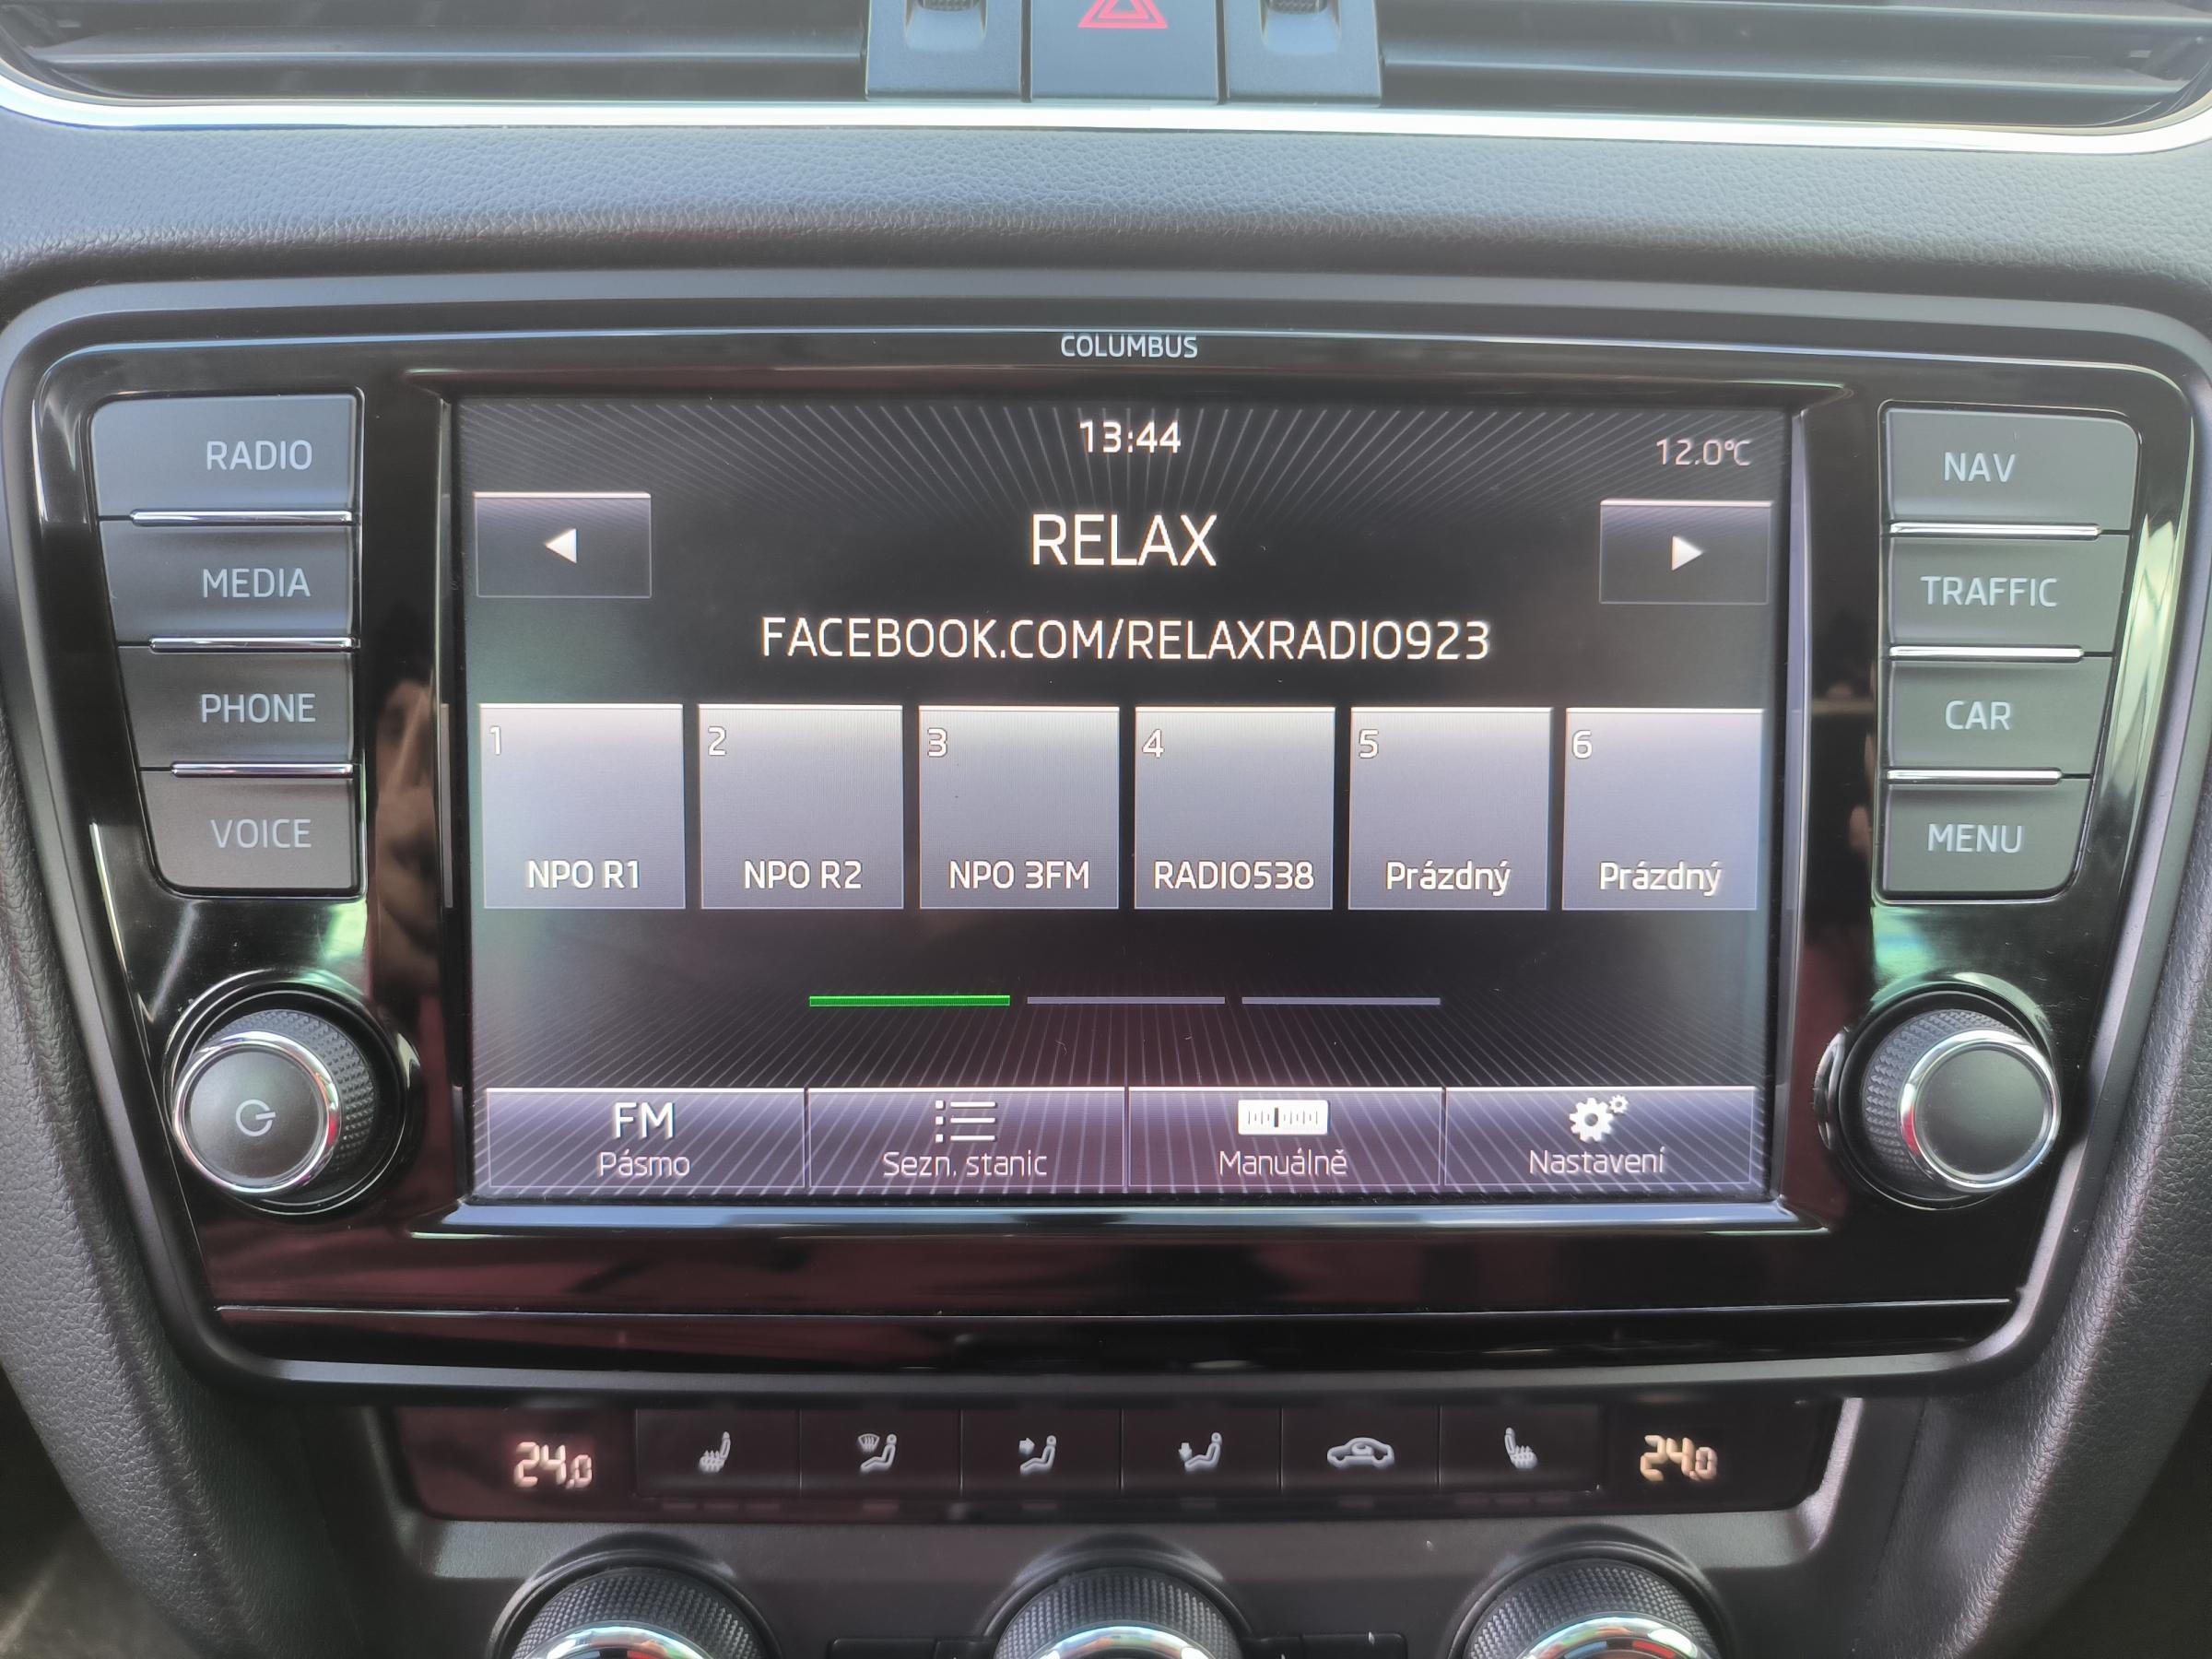 COLUMBUS
RADIO
MEDIA
PHONE
VOICE
13:44
12.0°C
RELAX
FACEBOOK.COM/RELAXRADIO923
1
2
3
4
5
6
NPO R1
NPO R2
NPO 3FM
RADIO538
Prázdný
Prázdný
FM
Pásmo
Sezn. stanic
Manuálně
Nastavení
NAV
TRAFFIC
CAR
MENU
24.0
24.0